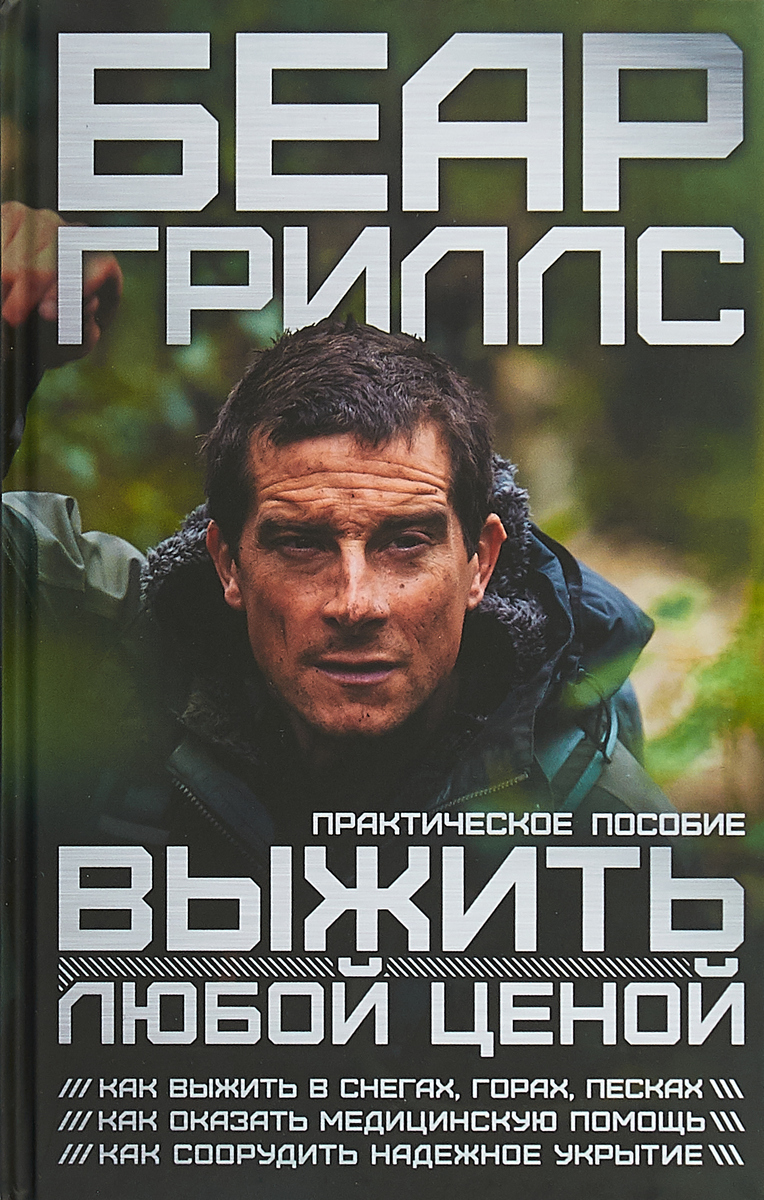 БЕАР
ГРИЛЛС
ПРАКТИЧЕСКОЕ ПОСОБИЕ
ВЫЖИТЬ
ЛЮБОЙ ЦЕНОЙ
/// КАК ВЫЖИТЬ В СНЕГАХ, ГОРАХ, ПЕСКАХ \\\
/// КАК ОКАЗАТЬ МЕДИЦИНСКУЮ ПОМОЩЬ \\\
/// КАК СООРУДИТЬ НАДЕЖНОЕ УКРЫТИЕ \\\